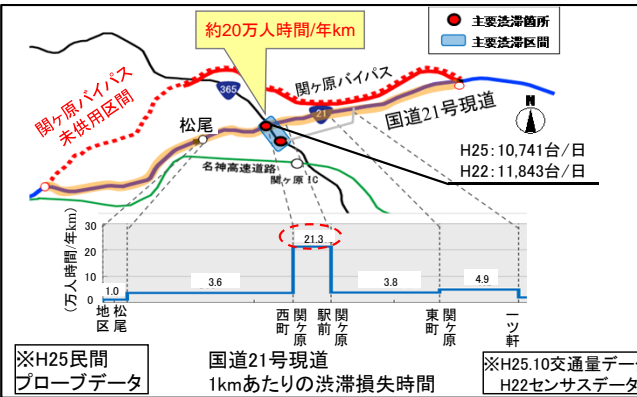 約20万人時間/年km
主要渋滞箇所
主要渋滞区間
関ヶ原バイパス
365
21
国道21号現道
関ヶ原バイパス
未供用区間
松尾
N
名神高速道路
関ヶ原IC
H25:10,741台/日
H22:11,843台/日
(万人時間/年km)
30
20
10
0
1.0
3.6
21.3
3.8
4.9
松尾
地区
関ヶ原
西町
関ヶ原
駅前
関ヶ原
東町
一ツ軒
※H25民間
プローブデータ
国道21号現道
1kmあたりの渋滞損失時間
※H25.10交通量データ
H22センサスデータ